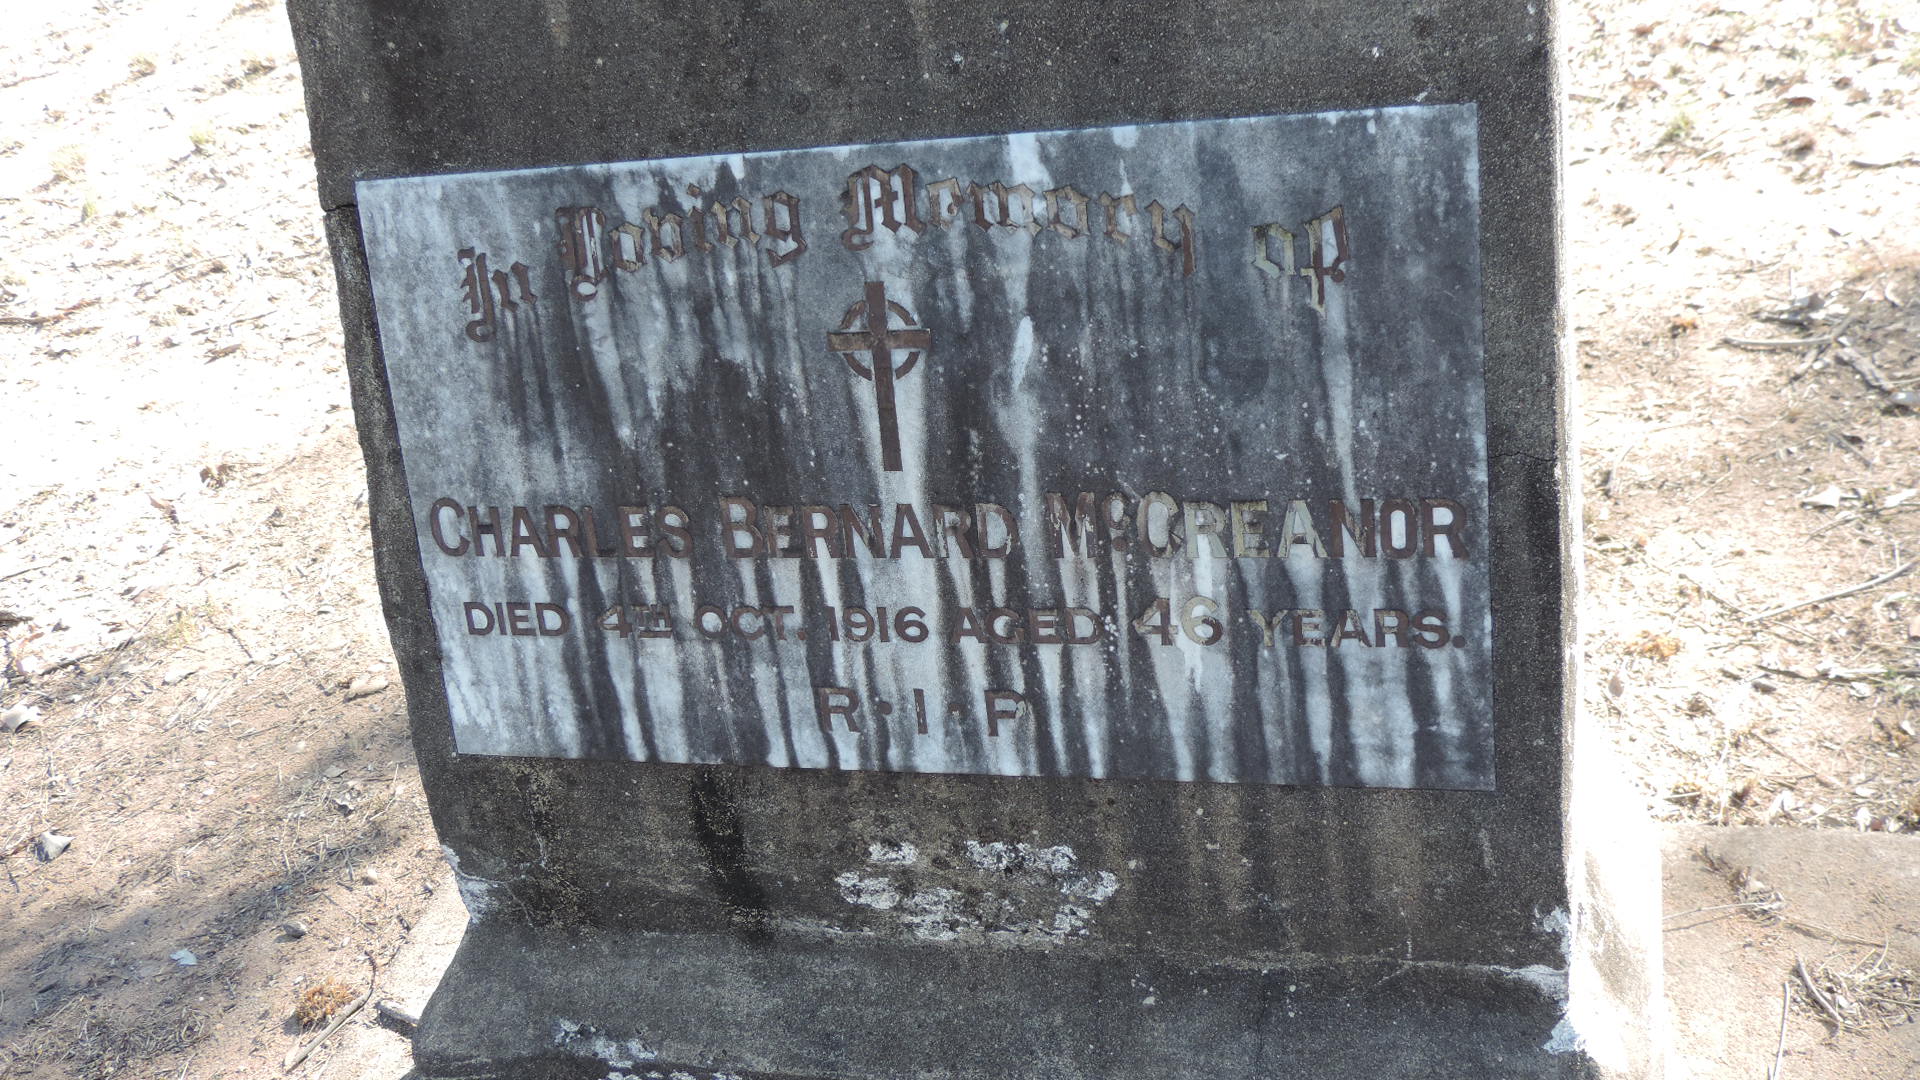 In Loving Memory of
CHARLES BERNARD McCREANOR
DIED 4TH OCT. 1916 AGED 46 YEARS.
R·I·P